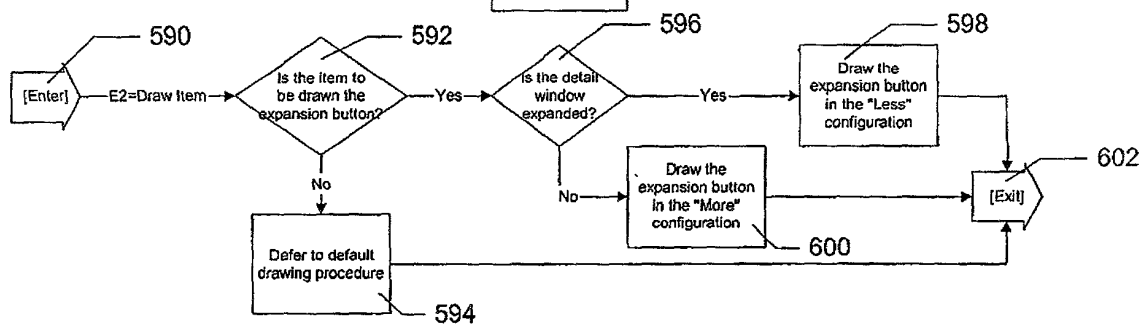 590
592
596
598
[Enter]
E2=Draw Item
Is the item to
be drawn the
expansion button?
Yes
Is the detail
window
expanded?
Yes
Draw the
expansion button
in the "Less"
configuration
602
[Exit]
No
No
Draw the
expansion button
in the "More"
configuration
600
Defer to default
drawing procedure
594